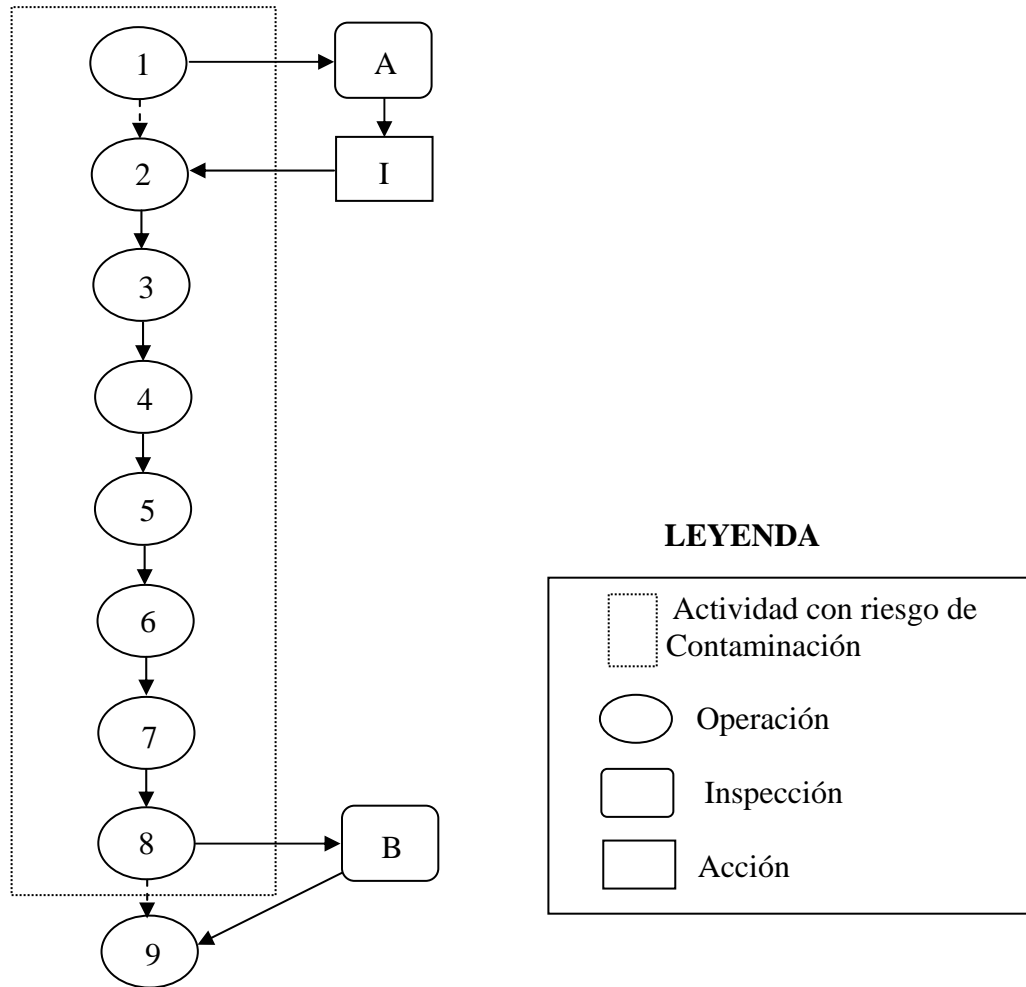 1
A
2
I
3
4
5
6
7
8
B
9
LEYENDA
Actividad con riesgo de
Contaminación
Operación
Inspección
Acción